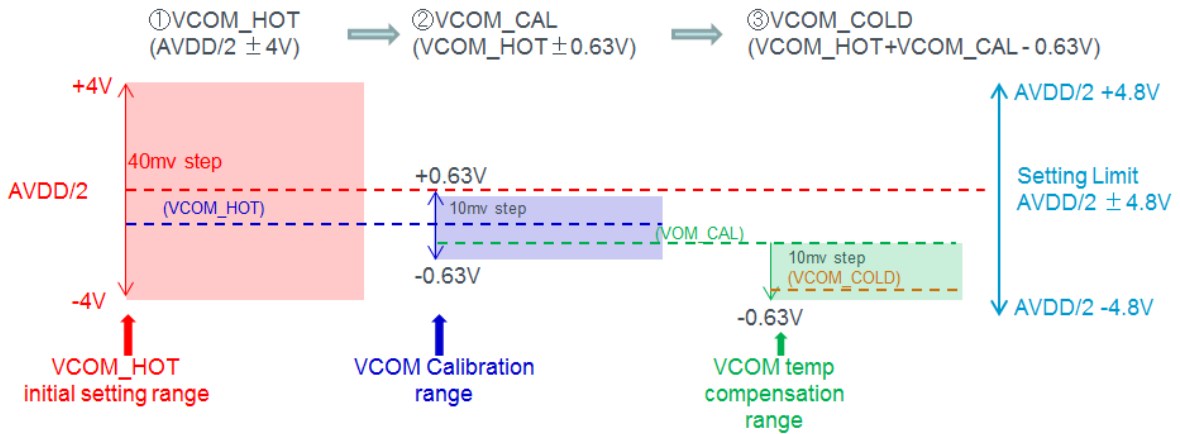 ①VCOM_HOT
(AVDD/2 ±4V)
②VCOM_CAL
(VCOM_HOT±0.63V)
③VCOM_COLD
(VCOM_HOT+VCOM_CAL - 0.63V)
+4V
40mv step
AVDD/2
(VCOM_HOT)
-4V
+0.63V
10mv step
-0.63V
(VOM_CAL)
10mv step
(VCOM_COLD)
-0.63V
AVDD/2 +4.8V
Setting Limit
AVDD/2 ±4.8V
AVDD/2 -4.8V
VCOM_HOT
initial setting range
VCOM Calibration
range
VCOM temp
compensation
range